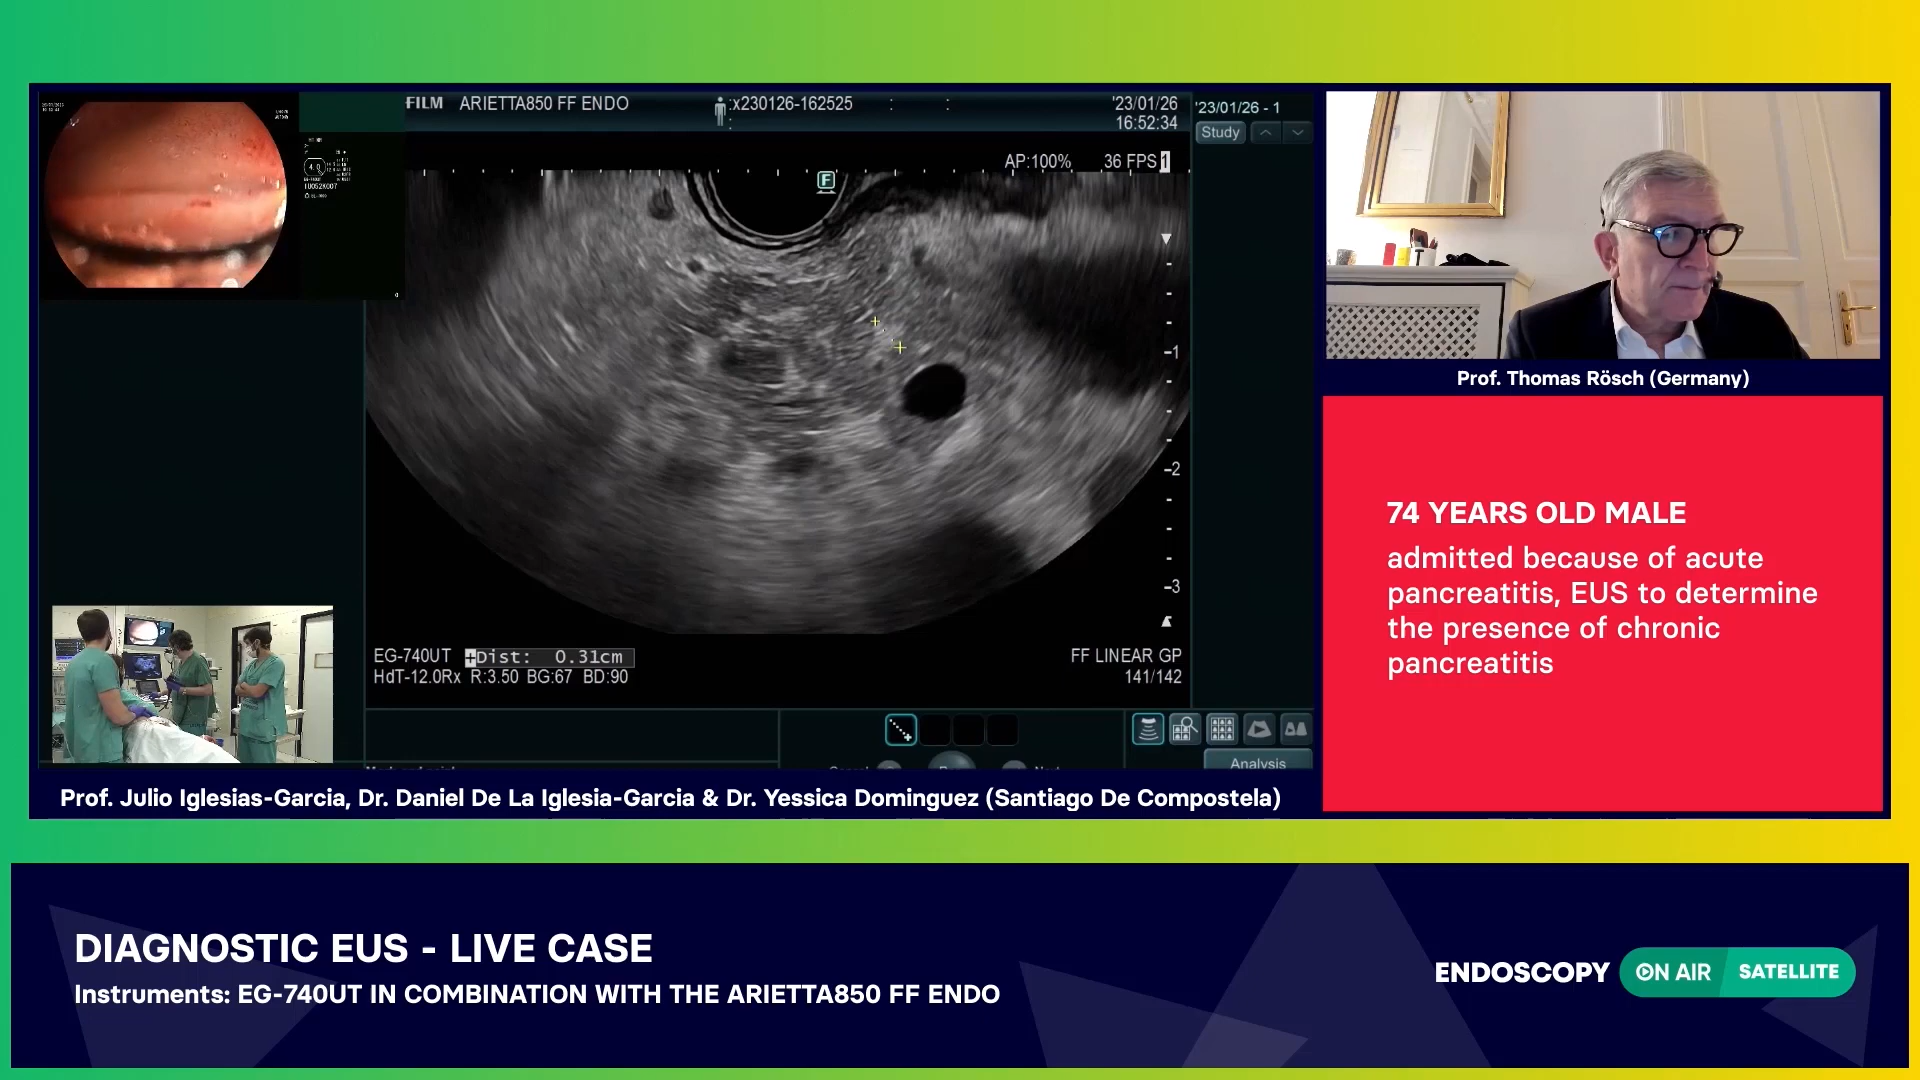 FILM ARIETTA850 FF ENDO
:x230126-162525 : :
:
'23/01/26
16:52:34
'23/01/26 - 1
Study
AP:100% 36 FPS 1
F
4.0
1U052K007
-1
-2
-3
EG-740UT +Dist: 0.31cm
HdT-12.0Rx R:3.50 BG:67 BD:90
FF LINEAR GP
141/142
Analysis
Prof. Julio Iglesias-Garcia, Dr. Daniel De La Iglesia-Garcia & Dr. Yessica Dominguez (Santiago De Compostela)
Prof. Thomas Rösch (Germany)
74 YEARS OLD MALE
admitted because of acute
pancreatitis, EUS to determine
the presence of chronic
pancreatitis
DIAGNOSTIC EUS - LIVE CASE
Instruments: EG-740UT IN COMBINATION WITH THE ARIETTA850 FF ENDO
ENDOSCOPY ON AIR SATELLITE